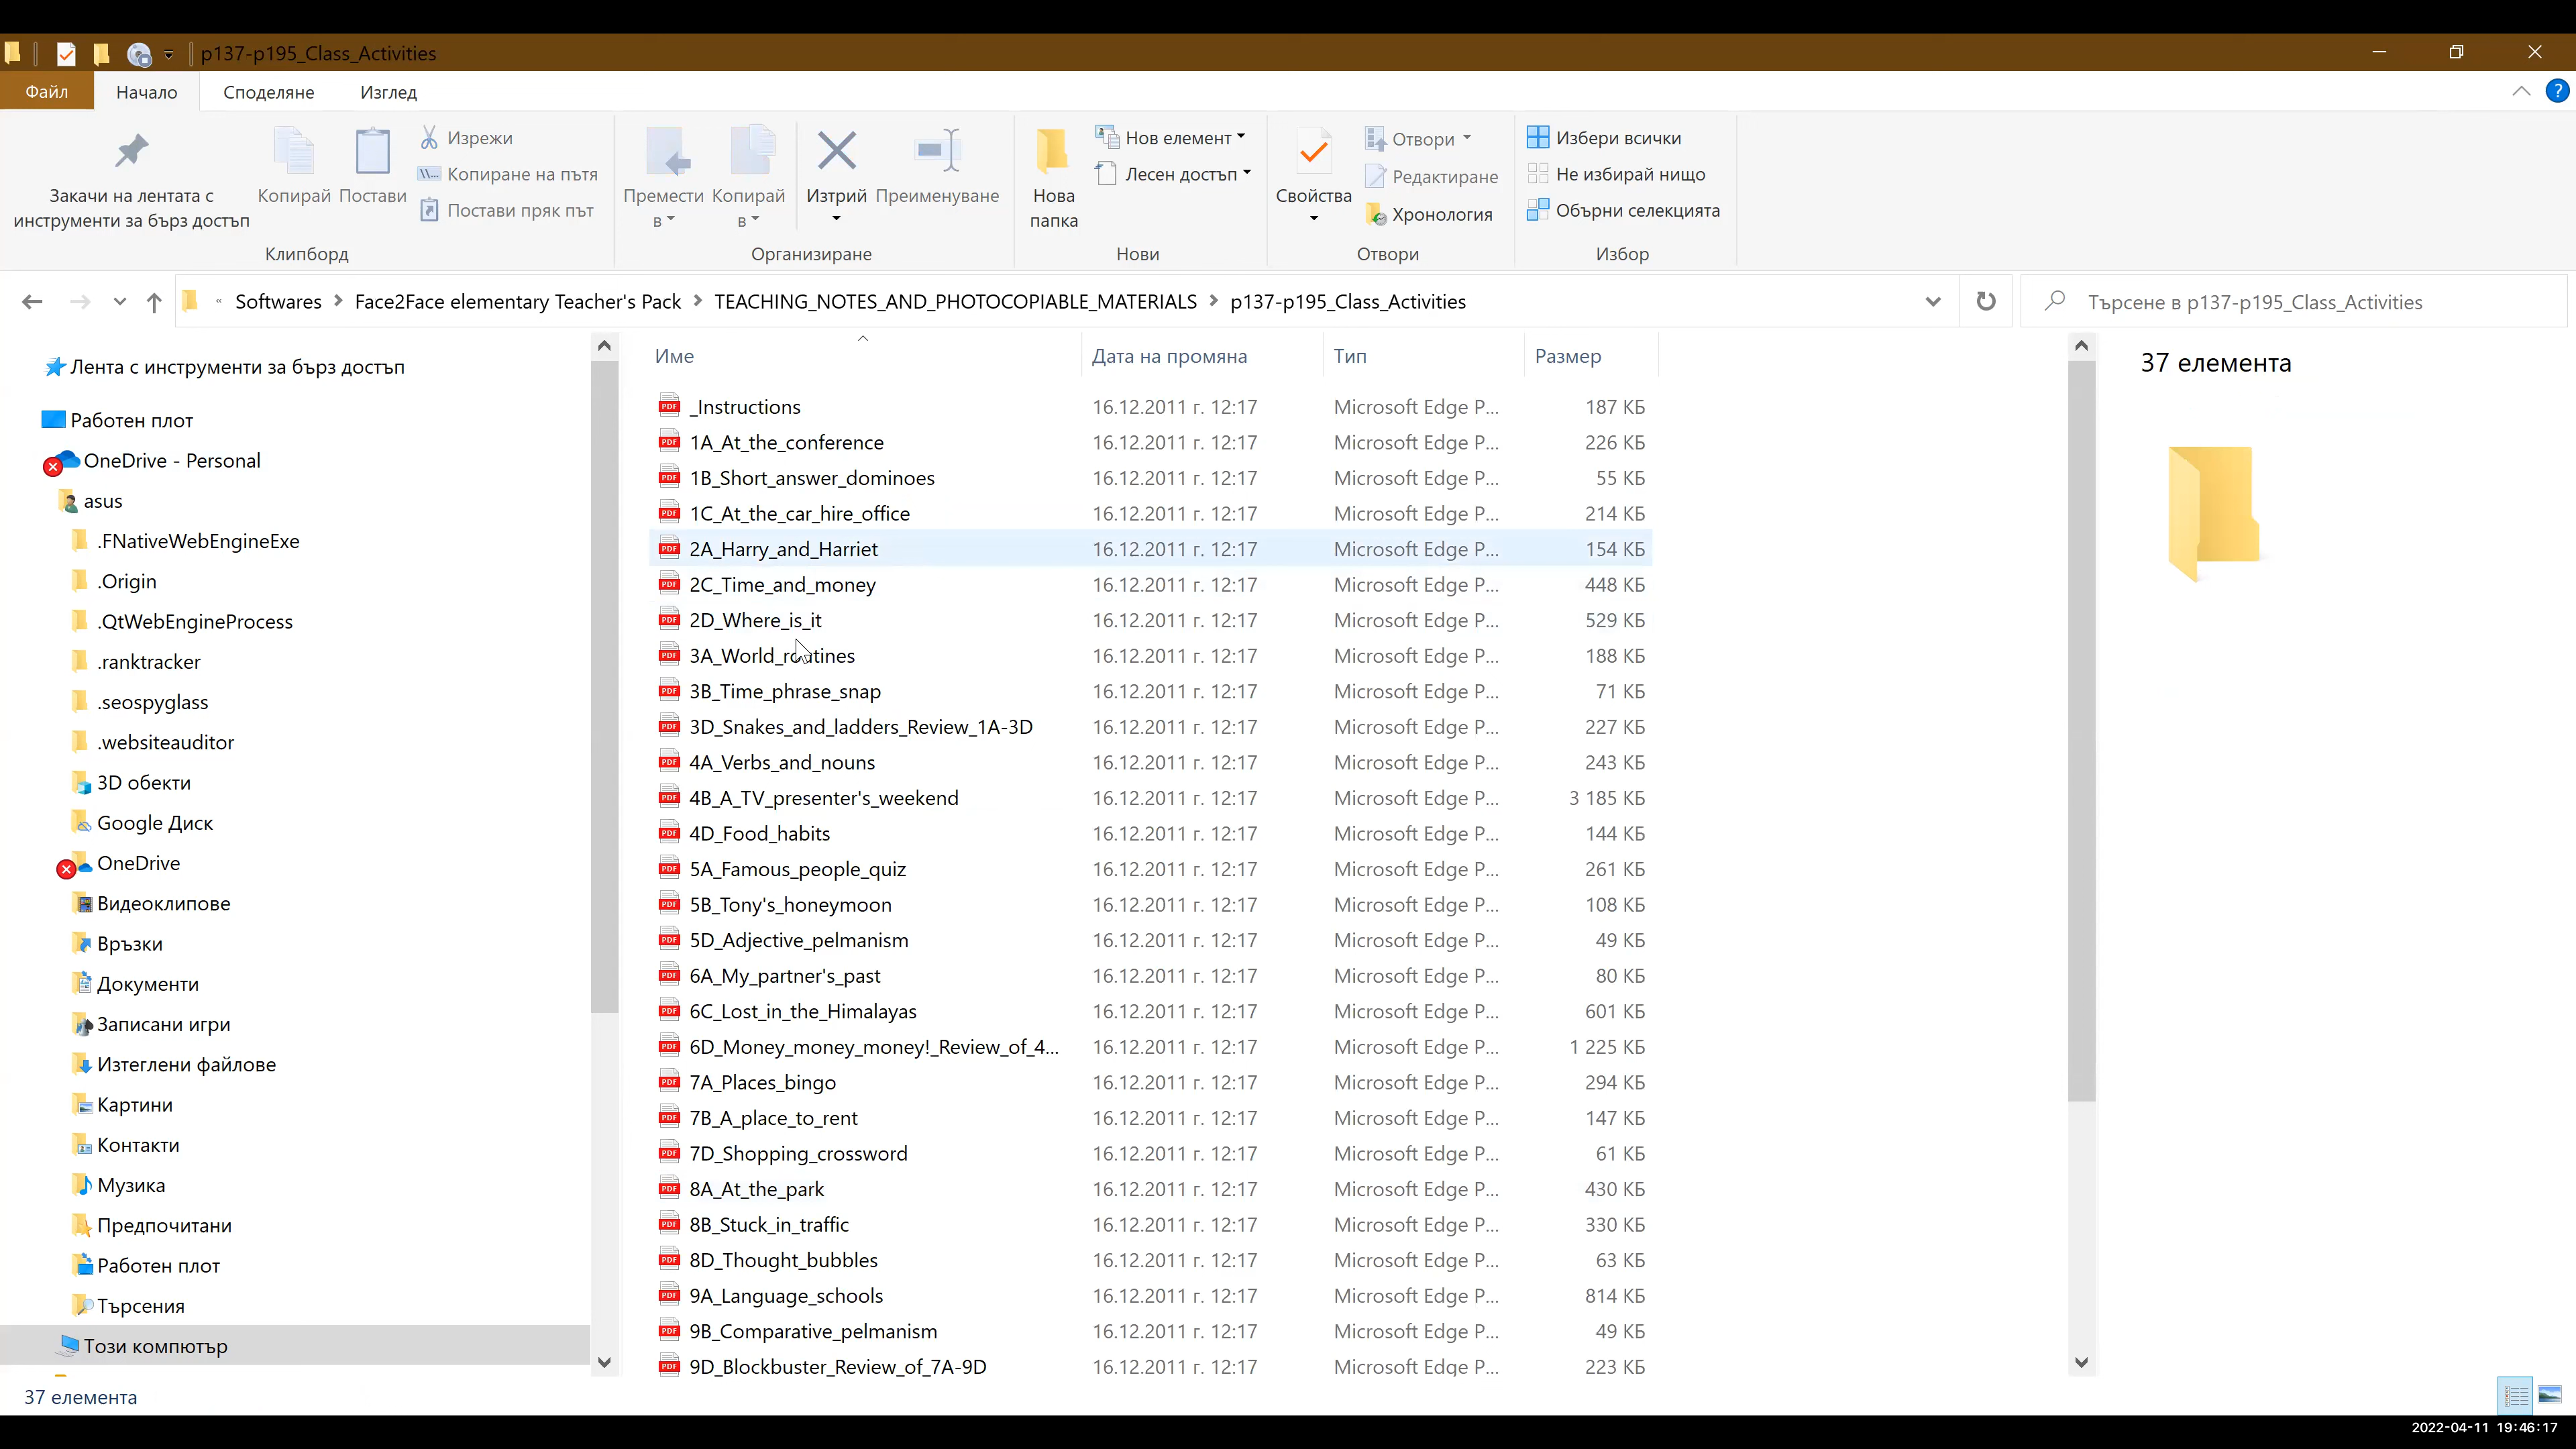 p137-p195_Class_Activities
Файл Начало Споделяне Изглед
Закачи на лентата с
инструменти за бърз достъп
Копирай
Постави
Изрежи
Копиране на пътя
Постави пряк път
Клипборд
Премести
в
Копирай
в
Изтрий
Преименуване
Организиране
Нова
папка
Нов елемент
Лесен достъп
Нови
Свойства
Отвори
Редактиране
Хронология
Отвори
Избери всички
Не избирай нищо
Обърни селекцията
Избор
« Softwares > Face2Face elementary Teacher's Pack > TEACHING_NOTES_AND_PHOTOCOPIABLE_MATERIALS > p137-p195_Class_Activities
Търсене в p137-p195_Class_Activities
Лента с инструменти за бърз достъп
Работен плот
OneDrive - Personal
asus
.FNativeWebEngineExe
.Origin
.QtWebEngineProcess
.ranktracker
.seospyglass
.websiteauditor
3D обекти
Google Диск
OneDrive
Видеоклипове
Връзки
Документи
Записани игри
Изтеглени файлове
Картини
Контакти
Музика
Предпочитани
Работен плот
Търсения
Този компютър
Име Дата на промяна Тип Размер
_Instructions 16.12.2011 г. 12:17 Microsoft Edge P... 187 КБ
1A_At_the_conference 16.12.2011 г. 12:17 Microsoft Edge P... 226 КБ
1B_Short_answer_dominoes 16.12.2011 г. 12:17 Microsoft Edge P... 55 КБ
1C_At_the_car_hire_office 16.12.2011 г. 12:17 Microsoft Edge P... 214 КБ
2A_Harry_and_Harriet 16.12.2011 г. 12:17 Microsoft Edge P... 154 КБ
2C_Time_and_money 16.12.2011 г. 12:17 Microsoft Edge P... 448 КБ
2D_Where_is_it 16.12.2011 г. 12:17 Microsoft Edge P... 529 КБ
3A_World_routines 16.12.2011 г. 12:17 Microsoft Edge P... 188 КБ
3B_Time_phrase_snap 16.12.2011 г. 12:17 Microsoft Edge P... 71 КБ
3D_Snakes_and_ladders_Review_1A-3D 16.12.2011 г. 12:17 Microsoft Edge P... 227 КБ
4A_Verbs_and_nouns 16.12.2011 г. 12:17 Microsoft Edge P... 243 КБ
4B_A_TV_presenter's_weekend 16.12.2011 г. 12:17 Microsoft Edge P... 3 185 КБ
4D_Food_habits 16.12.2011 г. 12:17 Microsoft Edge P... 144 КБ
5A_Famous_people_quiz 16.12.2011 г. 12:17 Microsoft Edge P... 261 КБ
5B_Tony's_honeymoon 16.12.2011 г. 12:17 Microsoft Edge P... 108 КБ
5D_Adjective_pelmanism 16.12.2011 г. 12:17 Microsoft Edge P... 49 КБ
6A_My_partner's_past 16.12.2011 г. 12:17 Microsoft Edge P... 80 КБ
6C_Lost_in_the_Himalayas 16.12.2011 г. 12:17 Microsoft Edge P... 601 КБ
6D_Money_money_money!_Review_of_4... 16.12.2011 г. 12:17 Microsoft Edge P... 1 225 КБ
7A_Places_bingo 16.12.2011 г. 12:17 Microsoft Edge P... 294 КБ
7B_A_place_to_rent 16.12.2011 г. 12:17 Microsoft Edge P... 147 КБ
7D_Shopping_crossword 16.12.2011 г. 12:17 Microsoft Edge P... 61 КБ
8A_At_the_park 16.12.2011 г. 12:17 Microsoft Edge P... 430 КБ
8B_Stuck_in_traffic 16.12.2011 г. 12:17 Microsoft Edge P... 330 КБ
8D_Thought_bubbles 16.12.2011 г. 12:17 Microsoft Edge P... 63 КБ
9A_Language_schools 16.12.2011 г. 12:17 Microsoft Edge P... 814 КБ
9B_Comparative_pelmanism 16.12.2011 г. 12:17 Microsoft Edge P... 49 КБ
9D_Blockbuster_Review_of_7A-9D 16.12.2011 г. 12:17 Microsoft Edge P... 223 КБ
37 елемента
37 елемента
2022-04-11 19:46:17